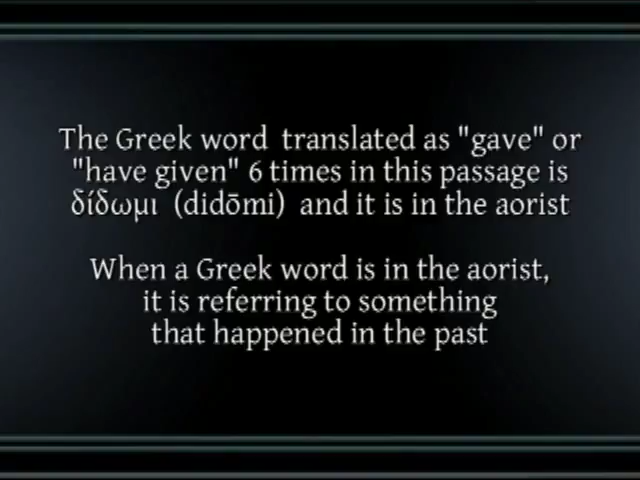 The Greek word translated as "gave" or
"have given" 6 times in this passage is
δίδωμι (didōmi) and it is in the aorist
When a Greek word is in the aorist,
it is referring to something
that happened in the past